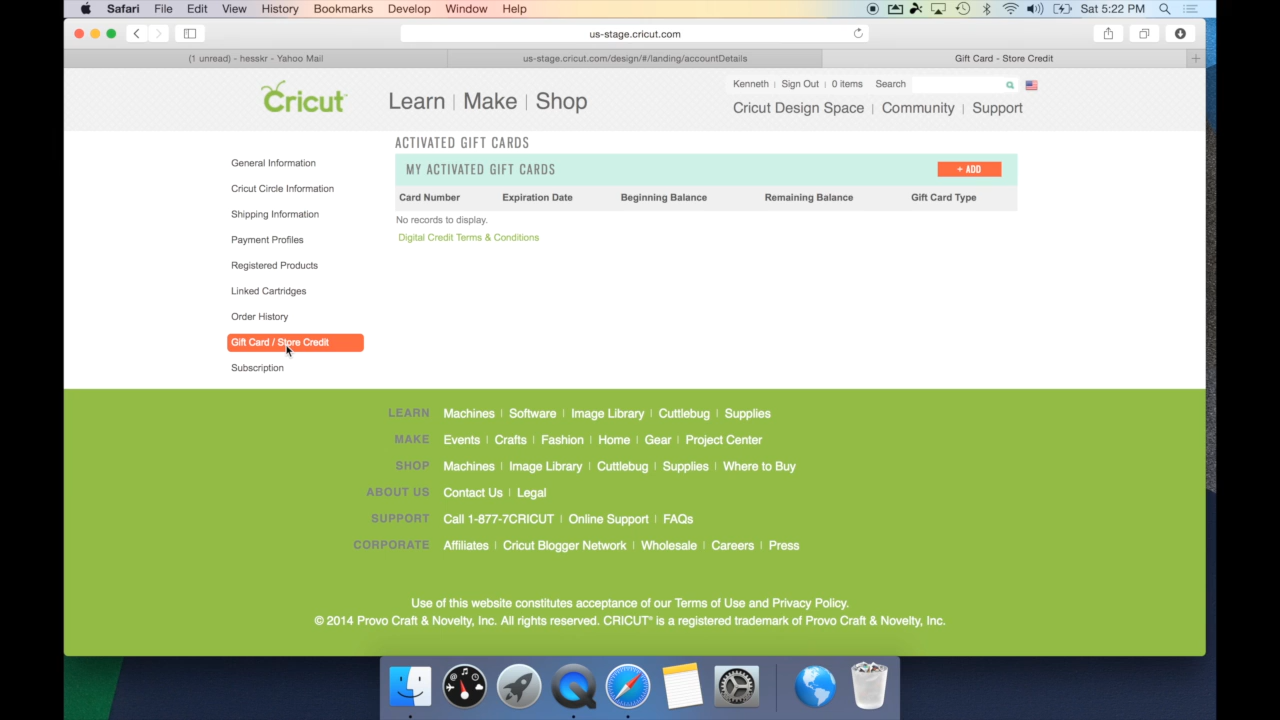 Safari File Edit View History Bookmarks Develop Window Help Sat 5:22 PM
us-stage.cricut.com
(1 unread) - hesskr - Yahoo Mail us-stage.cricut.com/design/#/landing/accountDetails Gift Card - Store Credit
Kenneth | Sign Out | 0 items Search
Cricut Learn | Make | Shop
Cricut Design Space | Community | Support
ACTIVATED GIFT CARDS
MY ACTIVATED GIFT CARDS + ADD
Card Number Expiration Date Beginning Balance Remaining Balance Gift Card Type
No records to display.
Digital Credit Terms & Conditions
General Information
Cricut Circle Information
Shipping Information
Payment Profiles
Registered Products
Linked Cartridges
Order History
Gift Card / Store Credit
Subscription
LEARN Machines | Software | Image Library | Cuttlebug | Supplies
MAKE Events | Crafts | Fashion | Home | Gear | Project Center
SHOP Machines | Image Library | Cuttlebug | Supplies | Where to Buy
ABOUT US Contact Us | Legal
SUPPORT Call 1-877-7CRICUT | Online Support | FAQs
CORPORATE Affiliates | Cricut Blogger Network | Wholesale | Careers | Press
Use of this website constitutes acceptance of our Terms of Use and Privacy Policy.
© 2014 Provo Craft & Novelty, Inc. All rights reserved. CRICUT® is a registered trademark of Provo Craft & Novelty, Inc.